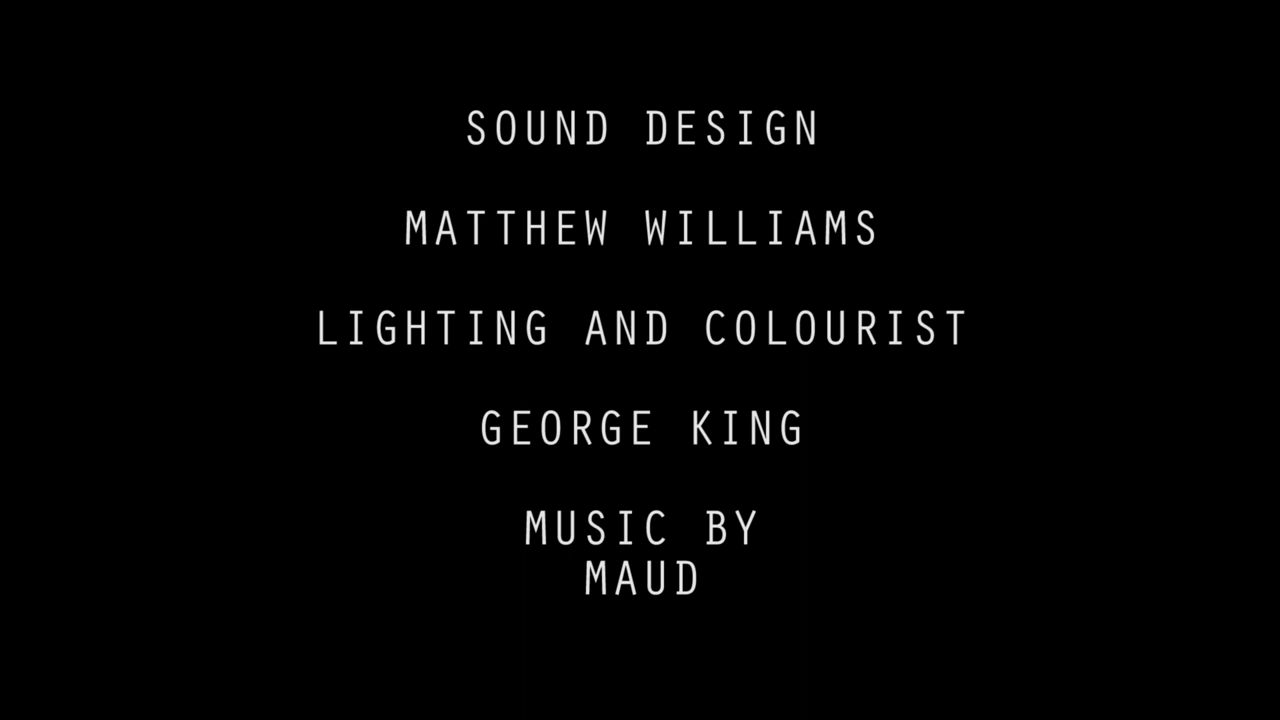 SOUND DESIGN
MATTHEW WILLIAMS
LIGHTING AND COLOURIST
GEORGE KING
MUSIC BY
MAUD